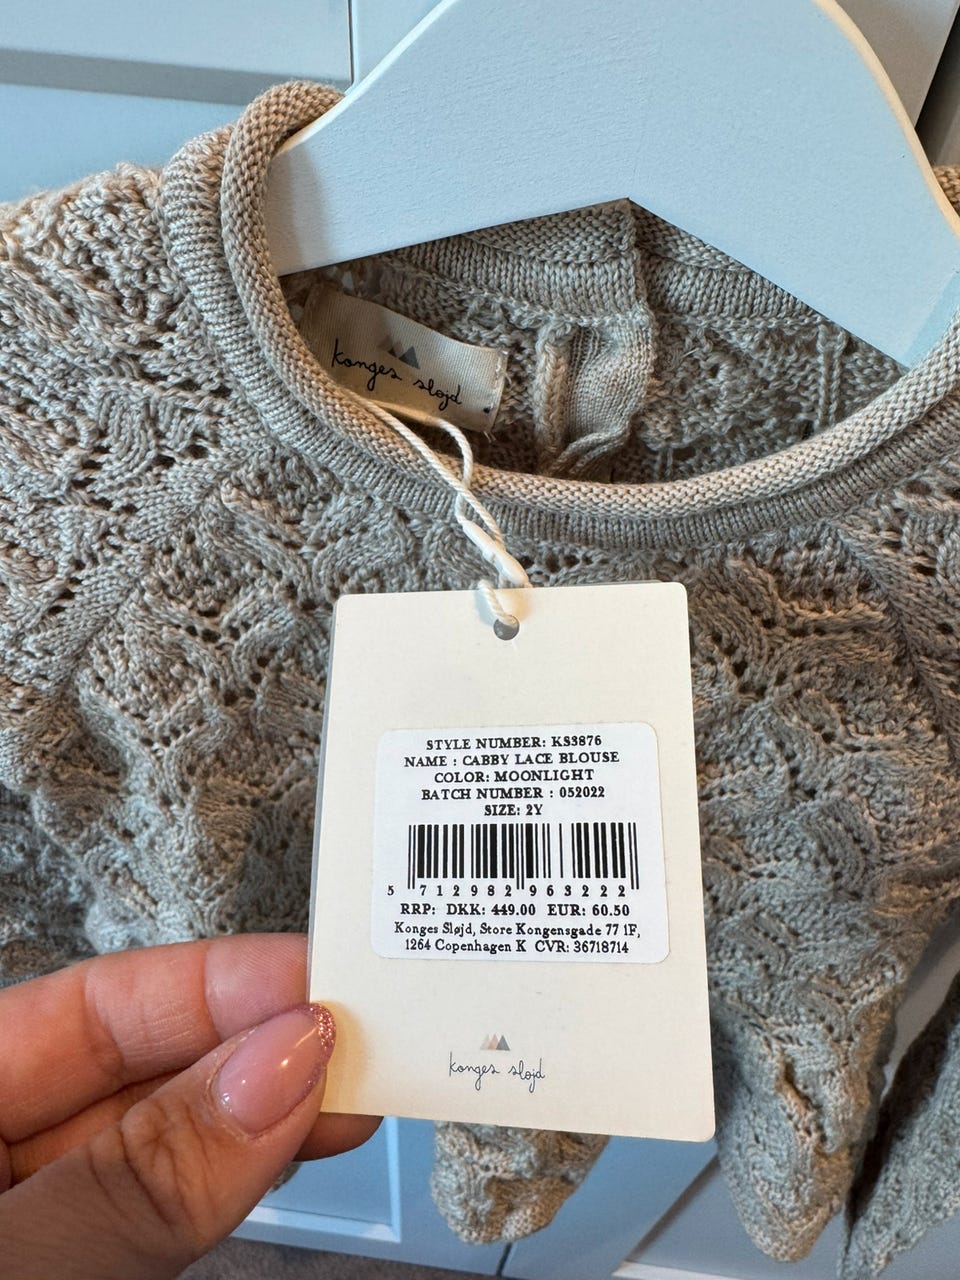 konges sløjd
STYLE NUMBER: KS3876
NAME : CABBY LACE BLOUSE
COLOR: MOONLIGHT
BATCH NUMBER : 052022
SIZE: 2Y
5 712982 963222
RRP: DKK: 449.00 EUR: 60.50
Konges Sløjd, Store Kongensgade 77 1F,
1264 Copenhagen K CVR: 36718714
konges sløjd